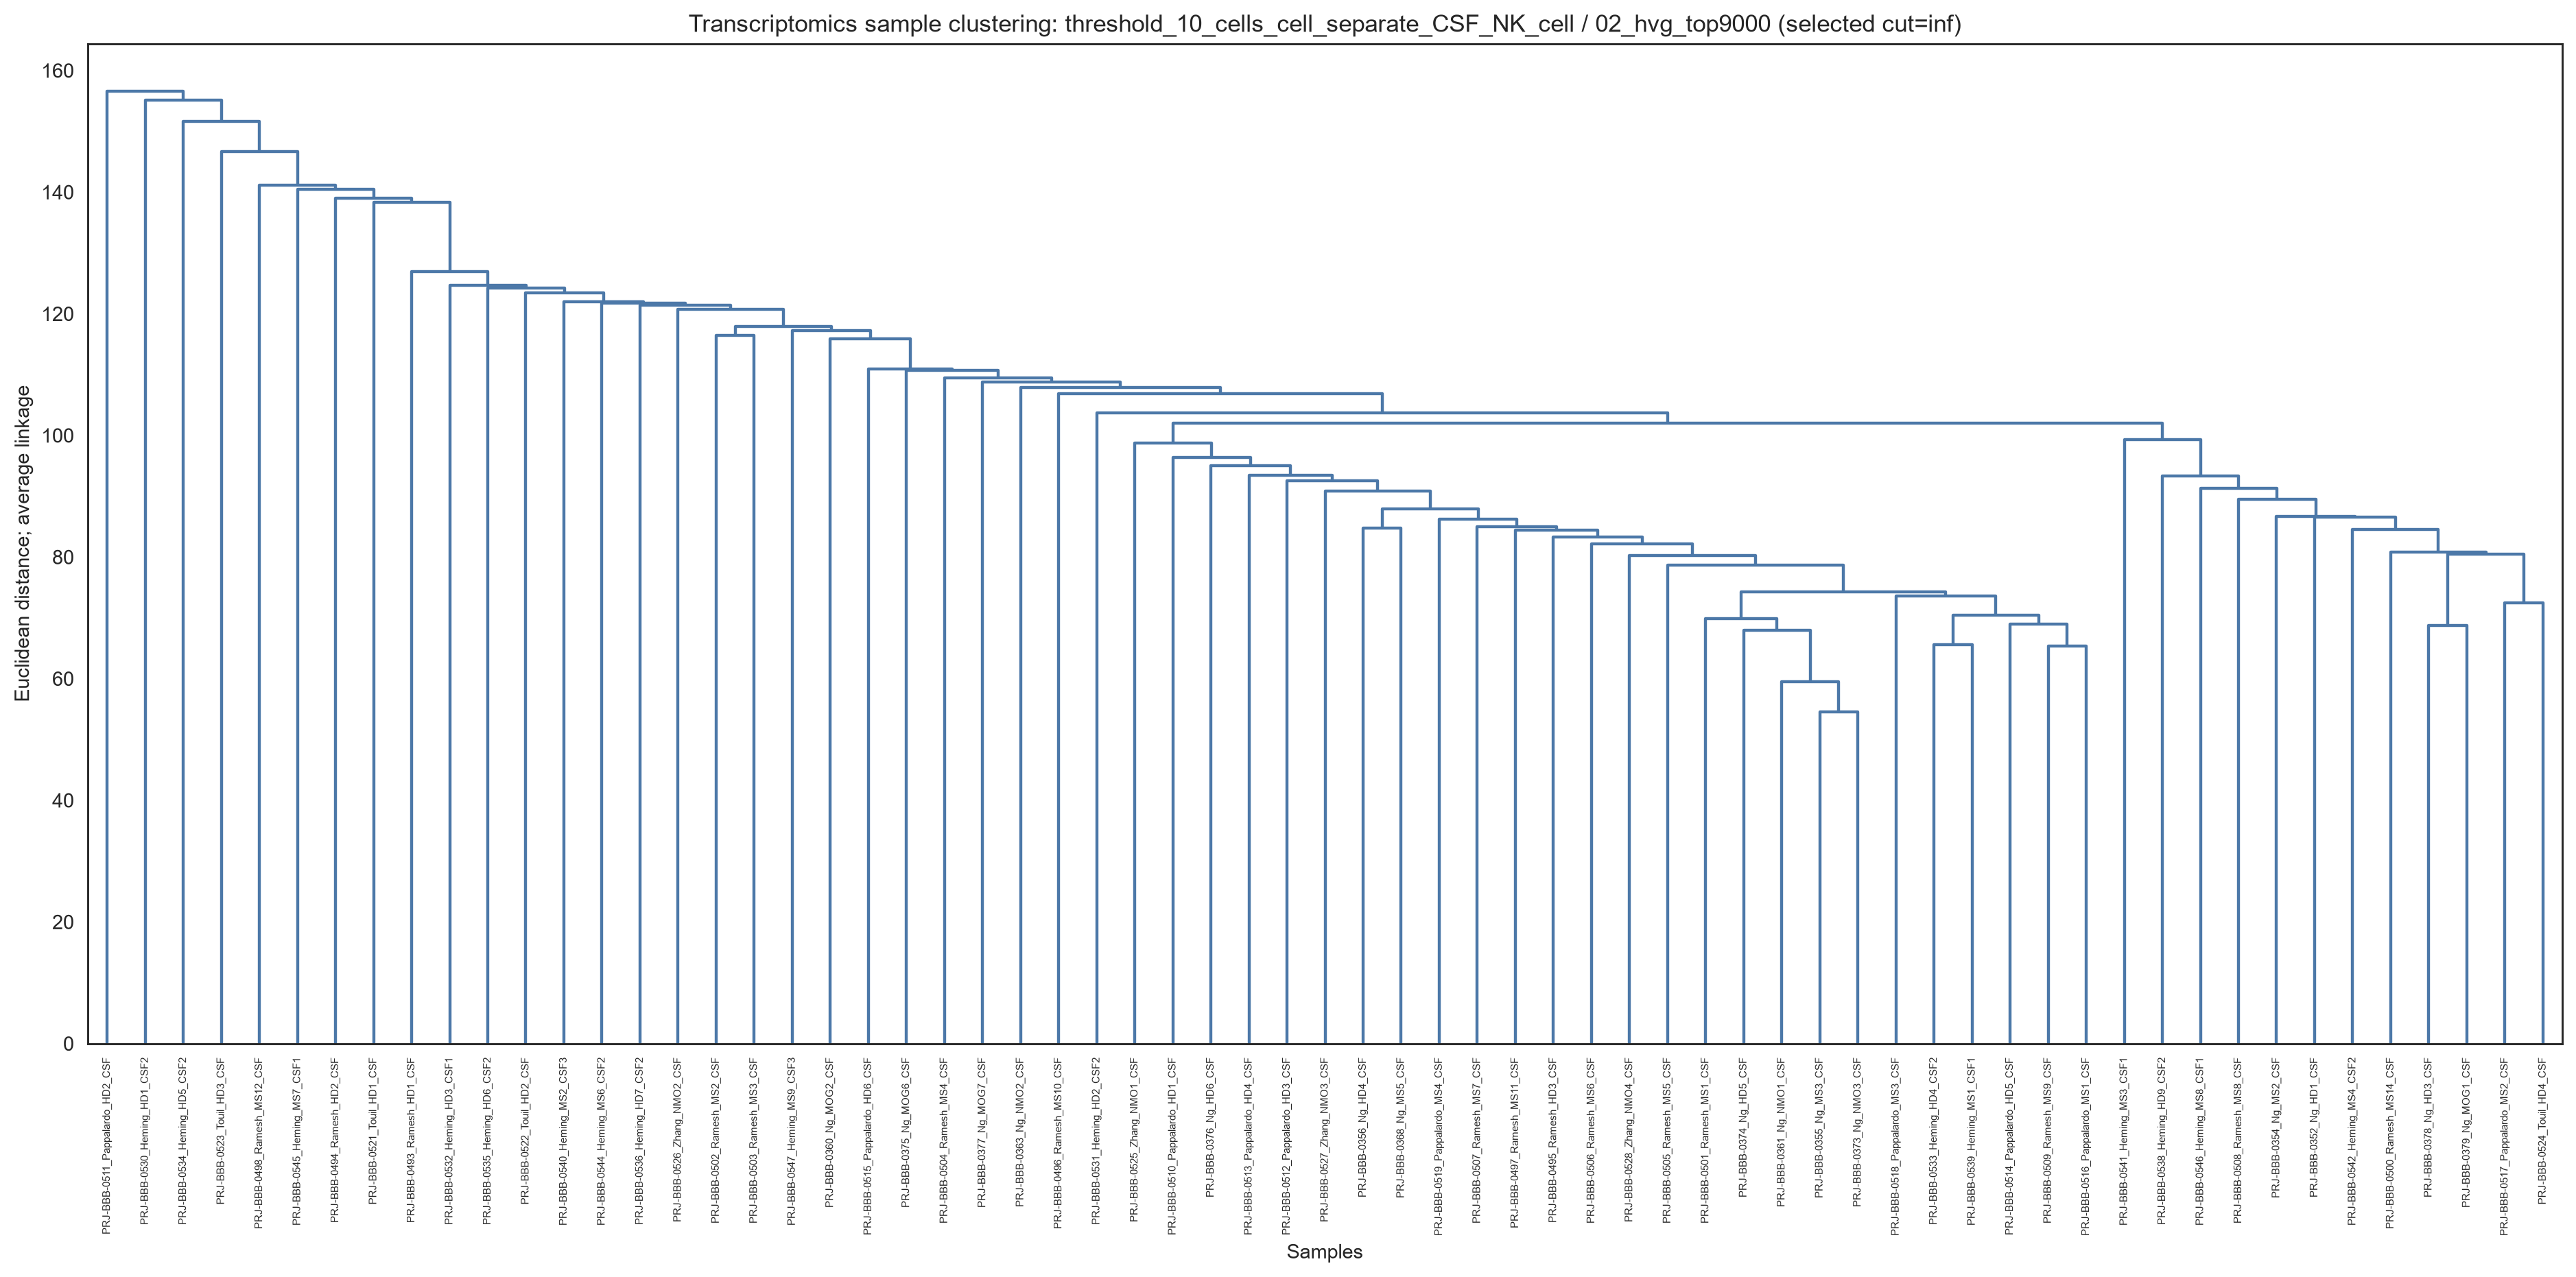 Transcriptomics sample clustering: threshold_10_cells_cell_separate_CSF_NK_cell / 02_hvg_top9000 (selected cut=inf)
160
140
120
100
80
60
40
20
0
Euclidean distance; average linkage
PRJ-BBB-0511_Pappalardo_HD2_CSF
PRJ-BBB-0530_Heming_HD1_CSF2
PRJ-BBB-0534_Heming_HD5_CSF2
PRJ-BBB-0523_Touil_HD3_CSF
PRJ-BBB-0498_Ramesh_MS12_CSF
PRJ-BBB-0545_Heming_MS7_CSF1
PRJ-BBB-0494_Ramesh_HD2_CSF
PRJ-BBB-0521_Touil_HD1_CSF
PRJ-BBB-0493_Ramesh_HD1_CSF
PRJ-BBB-0532_Heming_HD3_CSF1
PRJ-BBB-0535_Heming_HD6_CSF2
PRJ-BBB-0522_Touil_HD2_CSF
PRJ-BBB-0540_Heming_MS2_CSF3
PRJ-BBB-0544_Heming_MS6_CSF2
PRJ-BBB-0536_Heming_HD7_CSF2
PRJ-BBB-0526_Zhang_NMO2_CSF
PRJ-BBB-0502_Ramesh_MS2_CSF
PRJ-BBB-0503_Ramesh_MS3_CSF
PRJ-BBB-0547_Heming_MS9_CSF3
PRJ-BBB-0360_Ng_MOG2_CSF
PRJ-BBB-0515_Pappalardo_HD6_CSF
PRJ-BBB-0375_Ng_MOG6_CSF
PRJ-BBB-0504_Ramesh_MS4_CSF
PRJ-BBB-0377_Ng_MOG7_CSF
PRJ-BBB-0363_Ng_NMO2_CSF
PRJ-BBB-0496_Ramesh_MS10_CSF
PRJ-BBB-0531_Heming_HD2_CSF2
PRJ-BBB-0525_Zhang_NMO1_CSF
PRJ-BBB-0510_Pappalardo_HD1_CSF
PRJ-BBB-0376_Ng_HD6_CSF
PRJ-BBB-0513_Pappalardo_HD4_CSF
PRJ-BBB-0512_Pappalardo_HD3_CSF
PRJ-BBB-0527_Zhang_NMO3_CSF
PRJ-BBB-0356_Ng_HD4_CSF
PRJ-BBB-0368_Ng_MS5_CSF
PRJ-BBB-0519_Pappalardo_MS4_CSF
PRJ-BBB-0507_Ramesh_MS7_CSF
PRJ-BBB-0497_Ramesh_MS11_CSF
PRJ-BBB-0495_Ramesh_HD3_CSF
PRJ-BBB-0506_Ramesh_MS6_CSF
PRJ-BBB-0528_Zhang_NMO4_CSF
PRJ-BBB-0505_Ramesh_MS5_CSF
PRJ-BBB-0501_Ramesh_MS1_CSF
PRJ-BBB-0374_Ng_HD5_CSF
PRJ-BBB-0361_Ng_NMO1_CSF
PRJ-BBB-0355_Ng_MS3_CSF
PRJ-BBB-0373_Ng_NMO3_CSF
PRJ-BBB-0518_Pappalardo_MS3_CSF
PRJ-BBB-0533_Heming_HD4_CSF2
PRJ-BBB-0539_Heming_MS1_CSF1
PRJ-BBB-0514_Pappalardo_HD5_CSF
PRJ-BBB-0509_Ramesh_MS9_CSF
PRJ-BBB-0516_Pappalardo_MS1_CSF
PRJ-BBB-0541_Heming_MS3_CSF1
PRJ-BBB-0538_Heming_HD9_CSF2
PRJ-BBB-0546_Heming_MS8_CSF1
PRJ-BBB-0508_Ramesh_MS8_CSF
PRJ-BBB-0354_Ng_MS2_CSF
PRJ-BBB-0352_Ng_HD1_CSF
PRJ-BBB-0542_Heming_MS4_CSF2
PRJ-BBB-0500_Ramesh_MS14_CSF
PRJ-BBB-0378_Ng_HD3_CSF
PRJ-BBB-0379_Ng_MOG1_CSF
PRJ-BBB-0517_Pappalardo_MS2_CSF
PRJ-BBB-0524_Touil_HD4_CSF
Samples